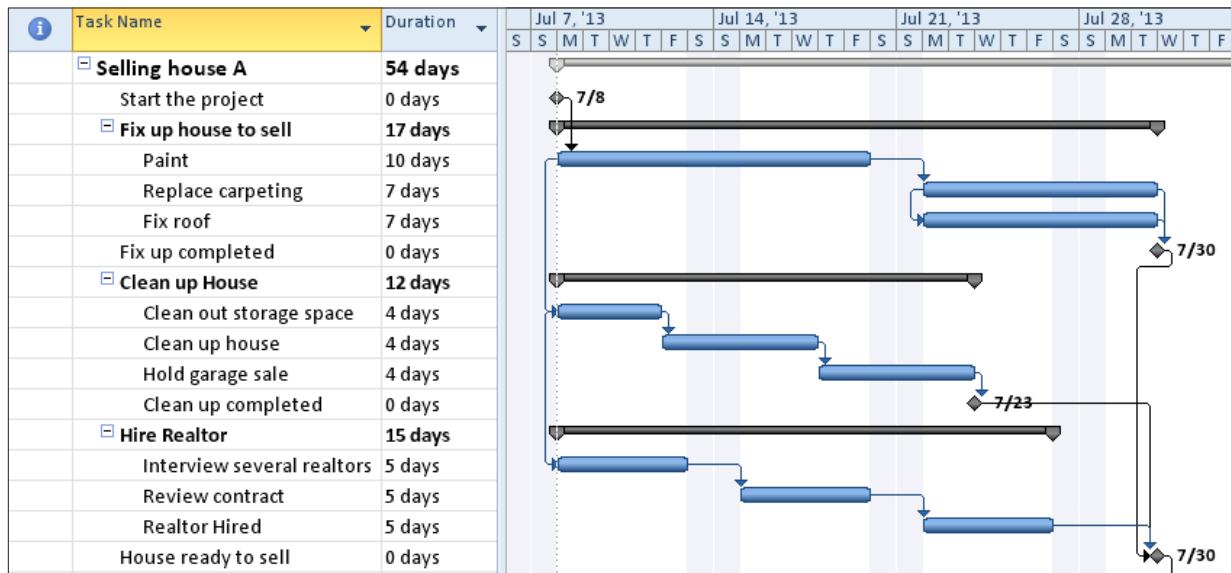 Task Name Duration Jul 7, '13 Jul 14, '13 Jul 21, '13 Jul 28, '13
S S M T W T F S S M T W T F S S M T W T F S S M T W T F
Selling house A 54 days
Start the project 0 days 7/8
Fix up house to sell 17 days
Paint 10 days
Replace carpeting 7 days
Fix roof 7 days
Fix up completed 0 days 7/30
Clean up House 12 days
Clean out storage space 4 days
Clean up house 4 days
Hold garage sale 4 days
Clean up completed 0 days 7/23
Hire Realtor 15 days
Interview several realtors 5 days
Review contract 5 days
Realtor Hired 5 days
House ready to sell 0 days 7/30